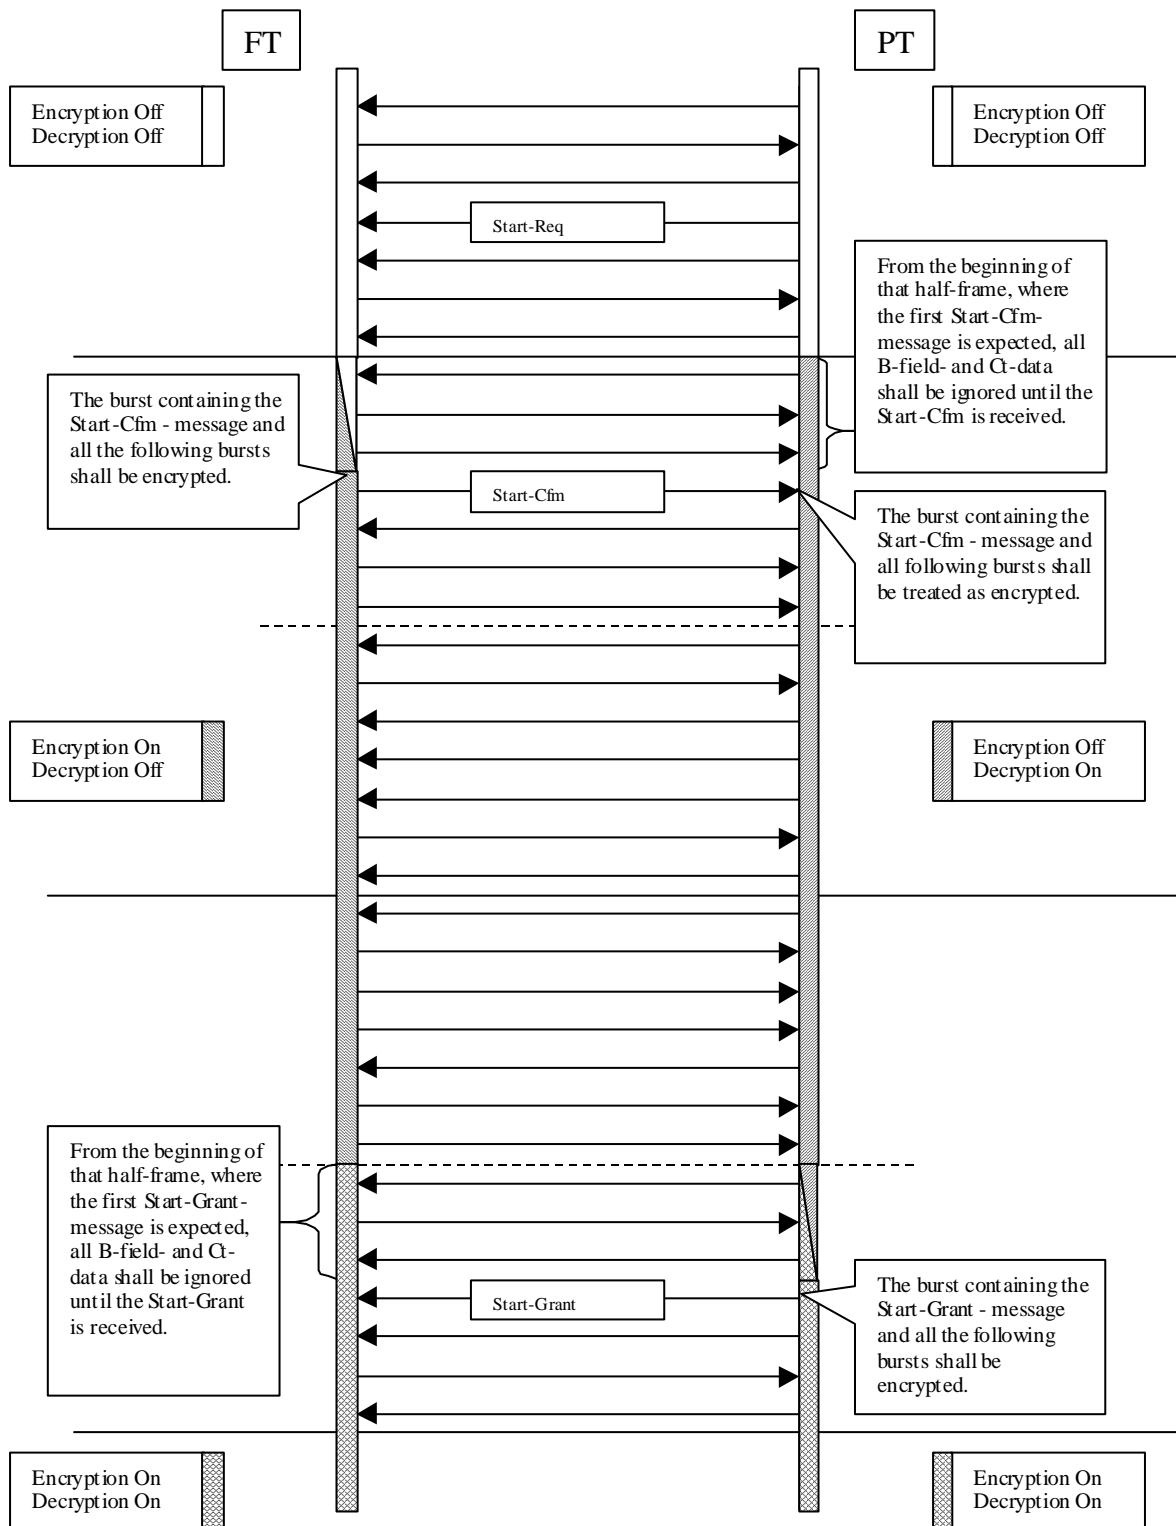 FT
PT
Encryption Off
Decryption Off
Encryption Off
Decryption Off
Start-Req
From the beginning of
that half-frame, where
the first Start-Cfm-
message is expected, all
B-field- and Ct-data
shall be ignored until the
Start-Cfm is received.
The burst containing the
Start-Cfm - message and
all the following bursts
shall be encrypted.
Start-Cfm
The burst containing the
Start-Cfm - message and
all following bursts shall
be treated as encrypted.
Encryption On
Decryption Off
Encryption Off
Decryption On
From the beginning of
that half-frame, where
the first Start-Grant-
message is expected,
all B-field- and Ct-
data shall be ignored
until the Start-Grant
is received.
Start-Grant
The burst containing the
Start-Grant - message
and all the following
bursts shall be
encrypted.
Encryption On
Decryption On
Encryption On
Decryption On